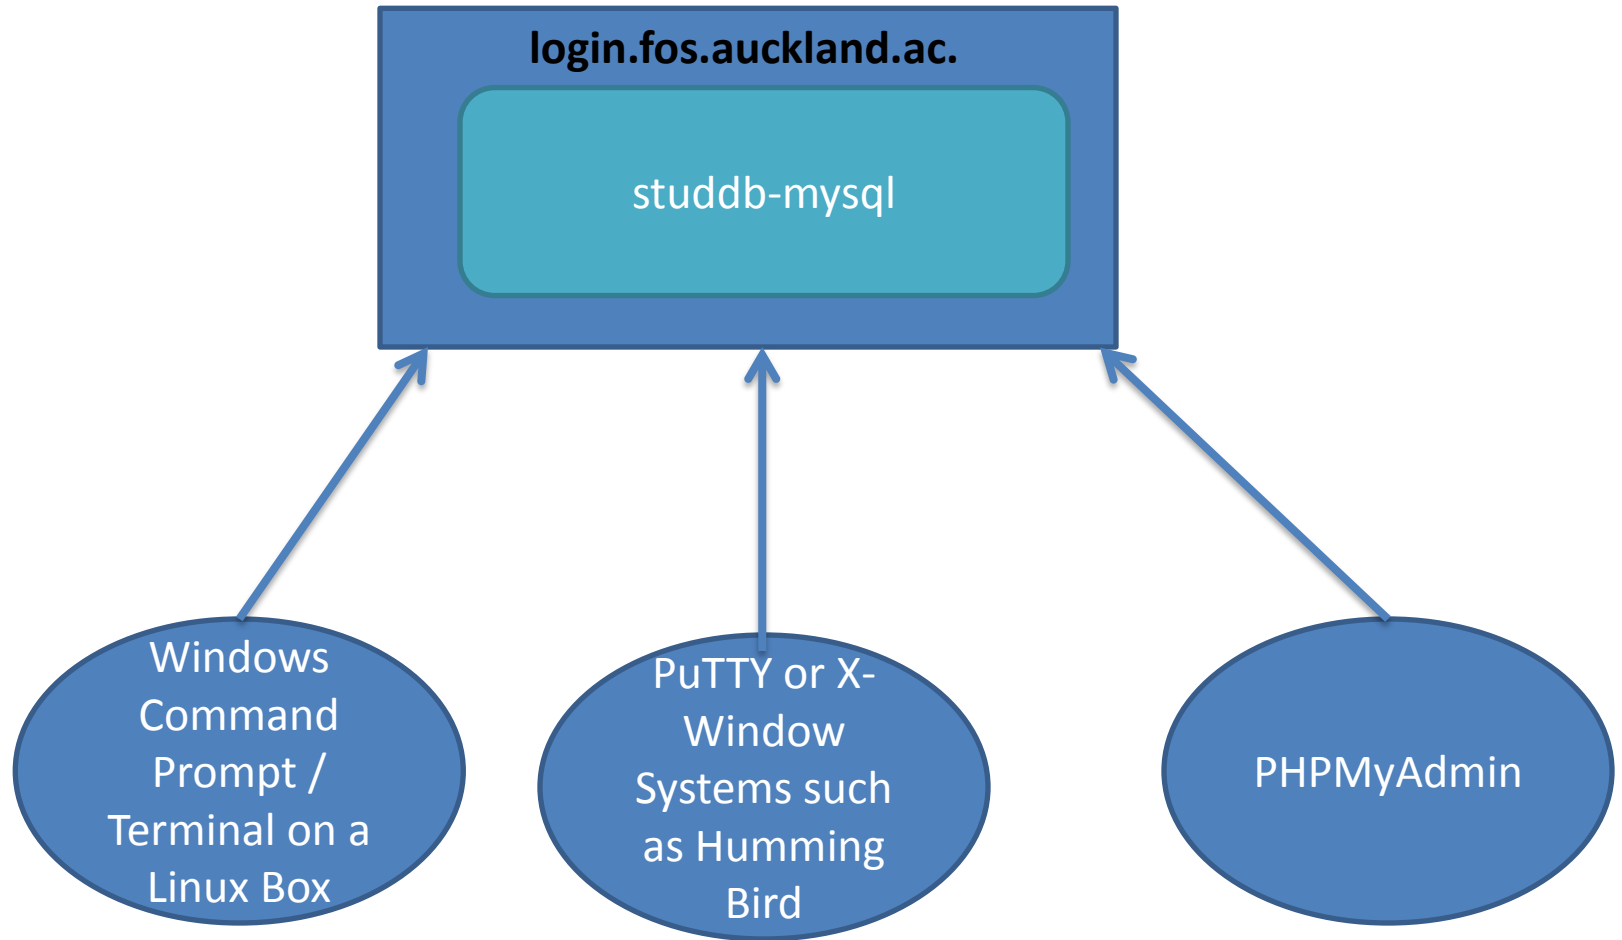 login.fos.auckland.ac.
studdb-mysql
Windows
Command
Prompt /
Terminal on a
Linux Box
PuTTY or X-
Window
Systems such
as Humming
Bird
PHPMyAdmin